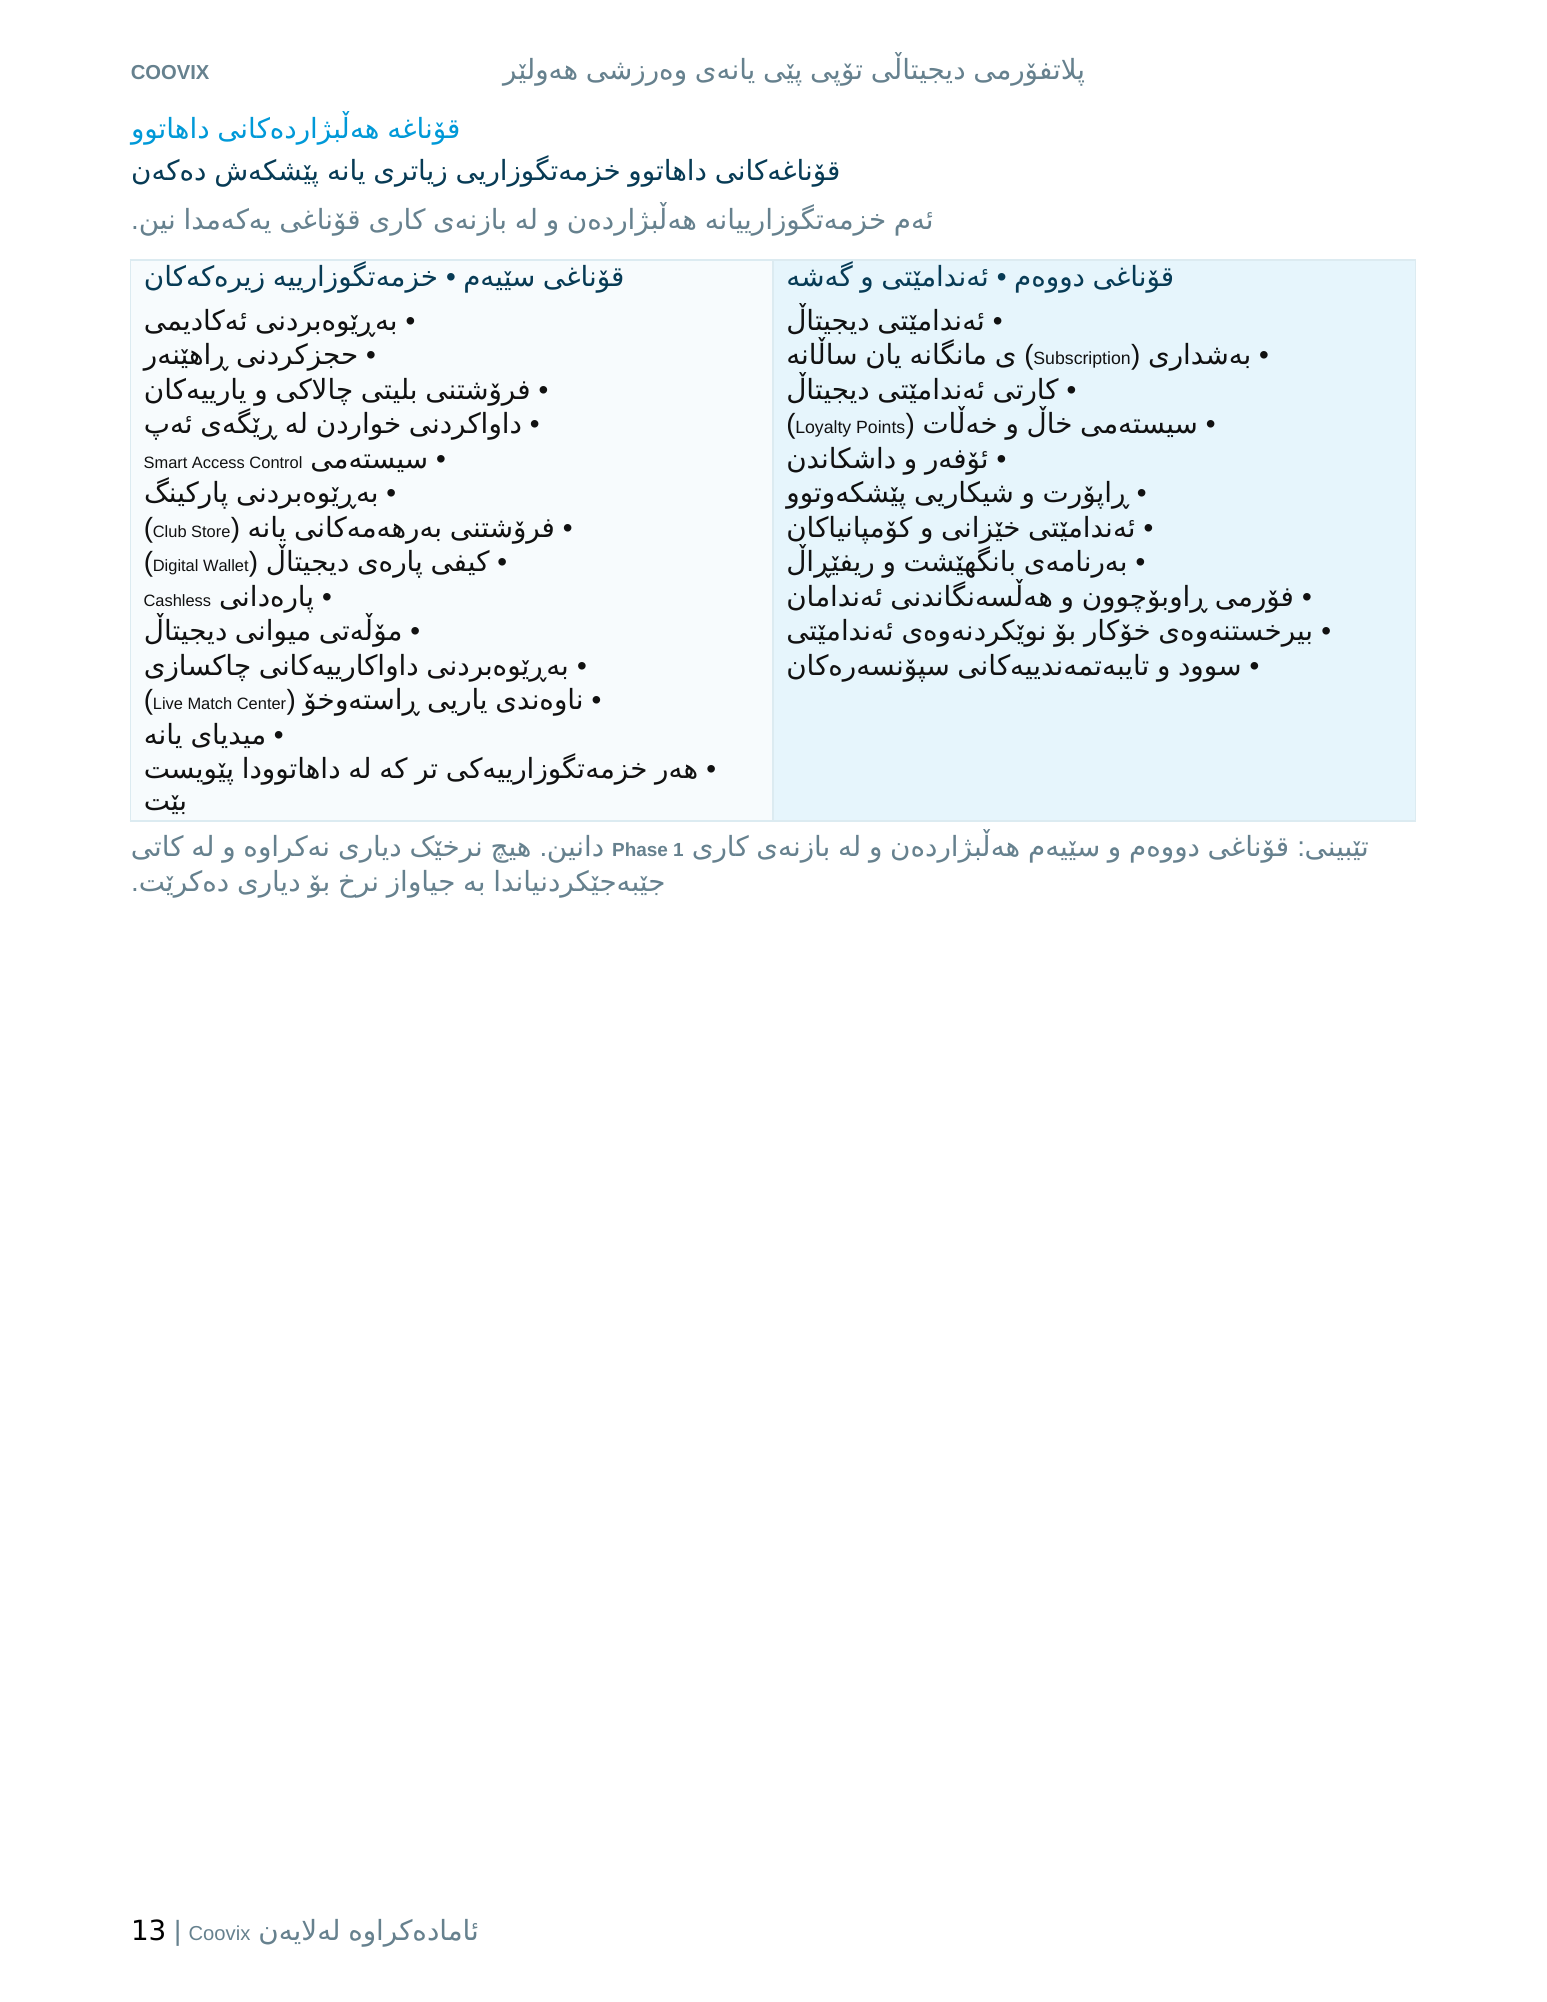 پلاتفۆرمی دیجیتاڵی تۆپی پێی یانەی وەرزشی هەولێر
COOVIX
قۆناغە هەڵبژاردەکانی داهاتوو
قۆناغەکانی داهاتوو خزمەتگوزاریی زیاتری یانە پێشکەش دەکەن
ئەم خزمەتگوزارییانە هەڵبژاردەن و لە بازنەی کاری قۆناغی یەکەمدا نین.
قۆناغی دووەم • ئەندامێتی و گەشە
• ئەندامێتی دیجیتاڵ
• بەشداری (Subscription) ی مانگانە یان ساڵانە
• کارتی ئەندامێتی دیجیتاڵ
• سیستەمی خاڵ و خەڵات (Loyalty Points)
• ئۆفەر و داشکاندن
• ڕاپۆرت و شیکاریی پێشکەوتوو
• ئەندامێتی خێزانی و کۆمپانیاکان
• بەرنامەی بانگهێشت و ریفێڕاڵ
• فۆرمی ڕاوبۆچوون و هەڵسەنگاندنی ئەندامان
• بیرخستنەوەی خۆکار بۆ نوێکردنەوەی ئەندامێتی
• سوود و تایبەتمەندییەکانی سپۆنسەرەکان
قۆناغی سێیەم • خزمەتگوزارییە زیرەکەکان
• بەڕێوەبردنی ئەکادیمی
• حجزکردنی ڕاهێنەر
• فرۆشتنی بلیتی چالاکی و یارییەکان
• داواکردنی خواردن لە ڕێگەی ئەپ
• سیستەمی Smart Access Control
• بەڕێوەبردنی پارکینگ
• فرۆشتنی بەرهەمەکانی یانە (Club Store)
• کیفی پارەی دیجیتاڵ (Digital Wallet)
• پارەدانی Cashless
• مۆڵەتی میوانی دیجیتاڵ
• بەڕێوەبردنی داواکارییەکانی چاکسازی
• ناوەندی یاریی ڕاستەوخۆ (Live Match Center)
• میدیای یانە
• هەر خزمەتگوزارییەکی تر کە لە داهاتوودا پێویست
بێت
تێبینی: قۆناغی دووەم و سێیەم هەڵبژاردەن و لە بازنەی کاری Phase 1 دانین. هیچ نرخێک دیاری نەکراوە و لە کاتی
جێبەجێکردنیاندا بە جیاواز نرخ بۆ دیاری دەکرێت.
ئامادەکراوە لەلایەن Coovix | 13